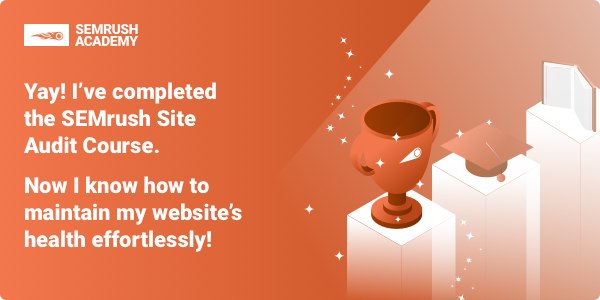 SEMRUSH
ACADEMY
Yay! I’ve completed
the SEMrush Site
Audit Course.
Now I know how to
maintain my website’s
health effortlessly!